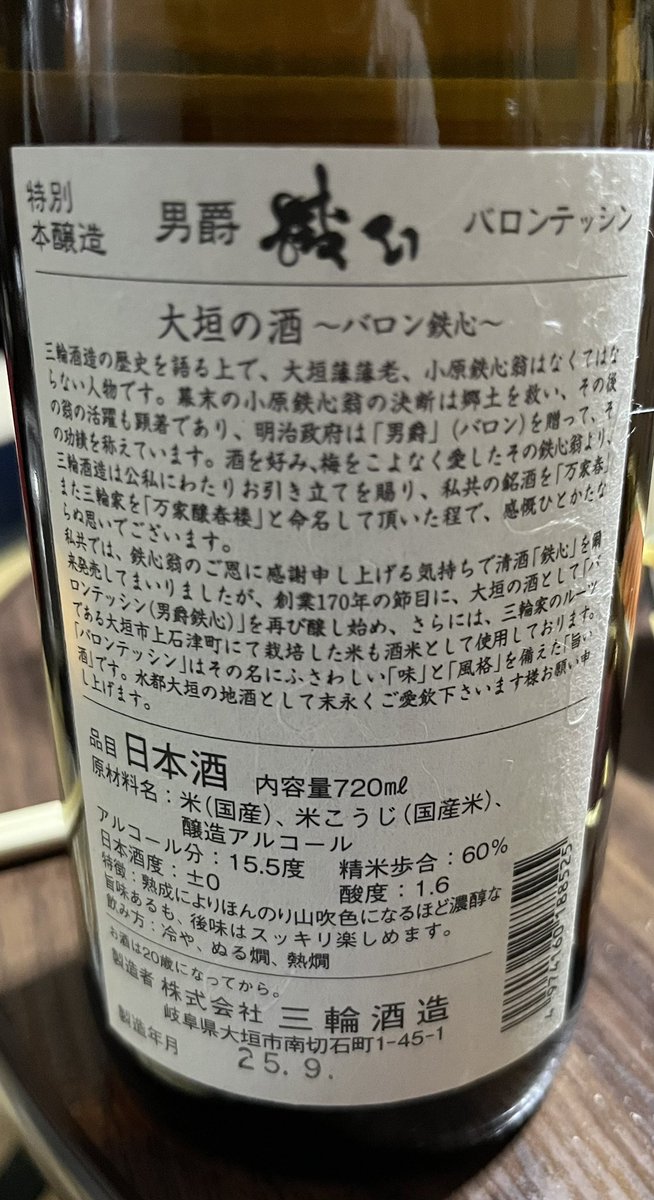 特別
本醸造
男爵 鉄心 バロンテッシン
大垣の酒 ～バロン鉄心～
三輪酒造の歴史を語る上で、大垣藩藩老、小原鉄心翁はなくてはな
らない人物です。幕末の小原鉄心翁の決断は郷土を救い、その後
の翁の活躍も顕著であり、明治政府は「男爵」(バロン)を贈って、そ
の功績を称えています。酒を好み、梅をこよなく愛したその鉄心翁より、
三輪酒造は公私にわたりお引き立てを賜り、私共の銘酒を「万家春」
また三輪家を「万家醸春楼」と命名して頂いた程で、感慨ひとかたな
らぬ思いでございます。
私共では、鉄心翁のご恩に感謝申し上げる気持ちで清酒「鉄心」を爾
来発売してまいりましたが、創業170年の節目に、大垣の酒として「バ
ロンテッシン(男爵鉄心)」を再び醸し始め、さらには、三輪家のルーツ
である大垣市上石津町にて栽培した米も酒米として使用しております。
「バロンテッシン」はその名にふさわしい「味」と「風格」を備えた「旨い
酒」です。水都大垣の地酒として末永くご愛飲下さいます様お願い申
し上げます。
品目 日本酒 内容量720ml
原材料名：米(国産)、米こうじ(国産米)、
醸造アルコール
アルコール分：15.5度 精米歩合：60%
日本酒度：±0 酸度：1.6
特徴：熟成によりほんのり山吹色になるほど濃醇な
旨味あるも、後味はスッキリ楽しめます。
飲み方：冷や、ぬる燗、熱燗
お酒は20歳になってから。
製造者 株式会社 三輪酒造
岐阜県大垣市南切石町1-45-1
製造年月 25.9.
4974160188525